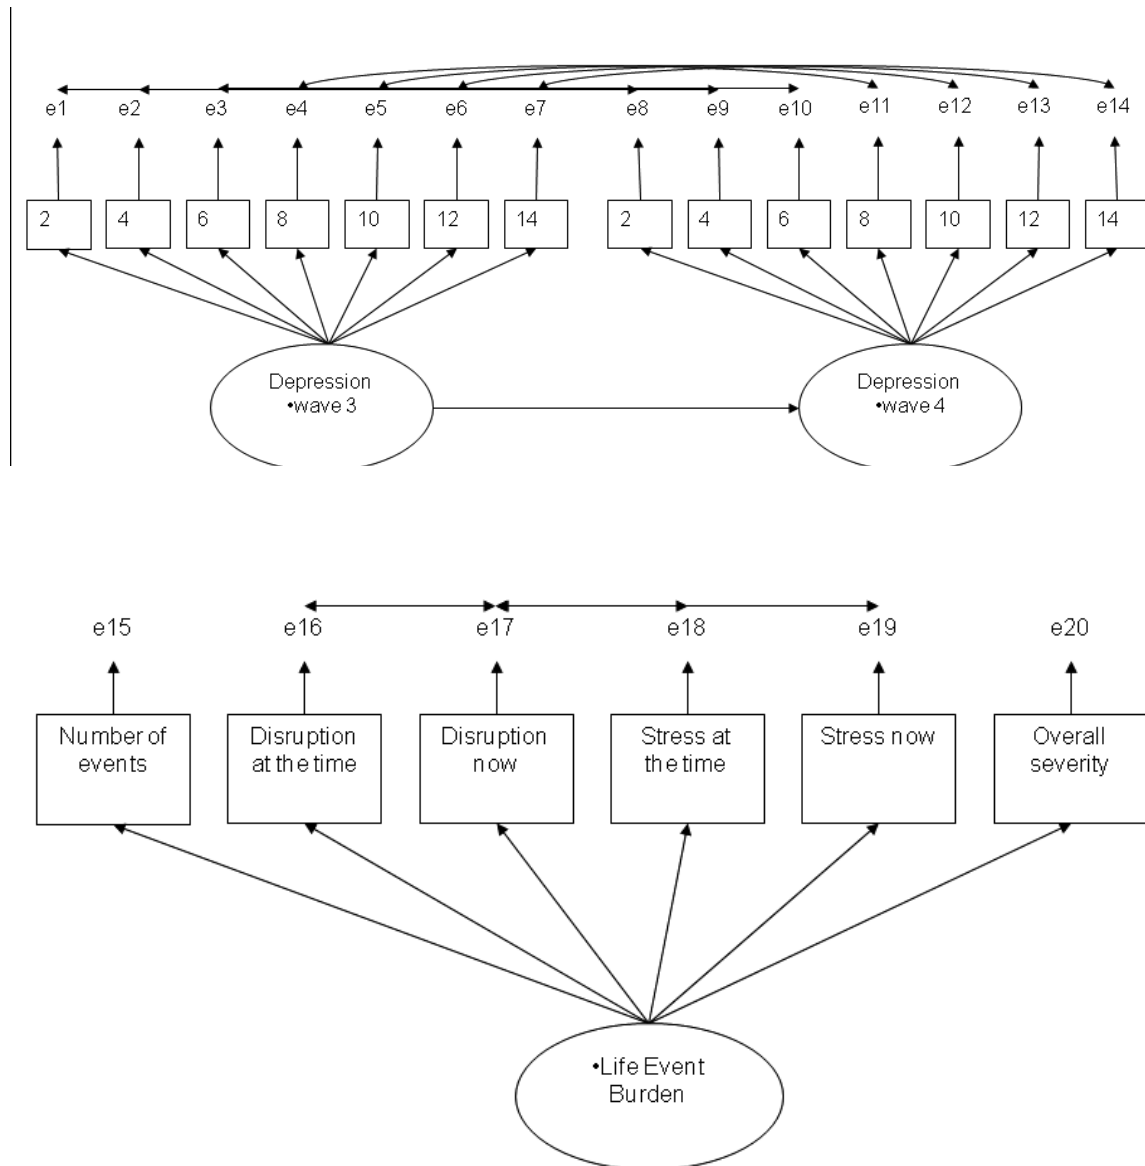 e1 e2 e3 e4 e5 e6 e7 e8 e9 e10 e11 e12 e13 e14
2 4 6 8 10 12 14 2 4 6 8 10 12 14
Depression
•wave 3
Depression
•wave 4
e15 e16 e17 e18 e19 e20
Number of
events
Disruption
at the time
Disruption
now
Stress at
the time
Stress now
Overall
severity
•Life Event
Burden